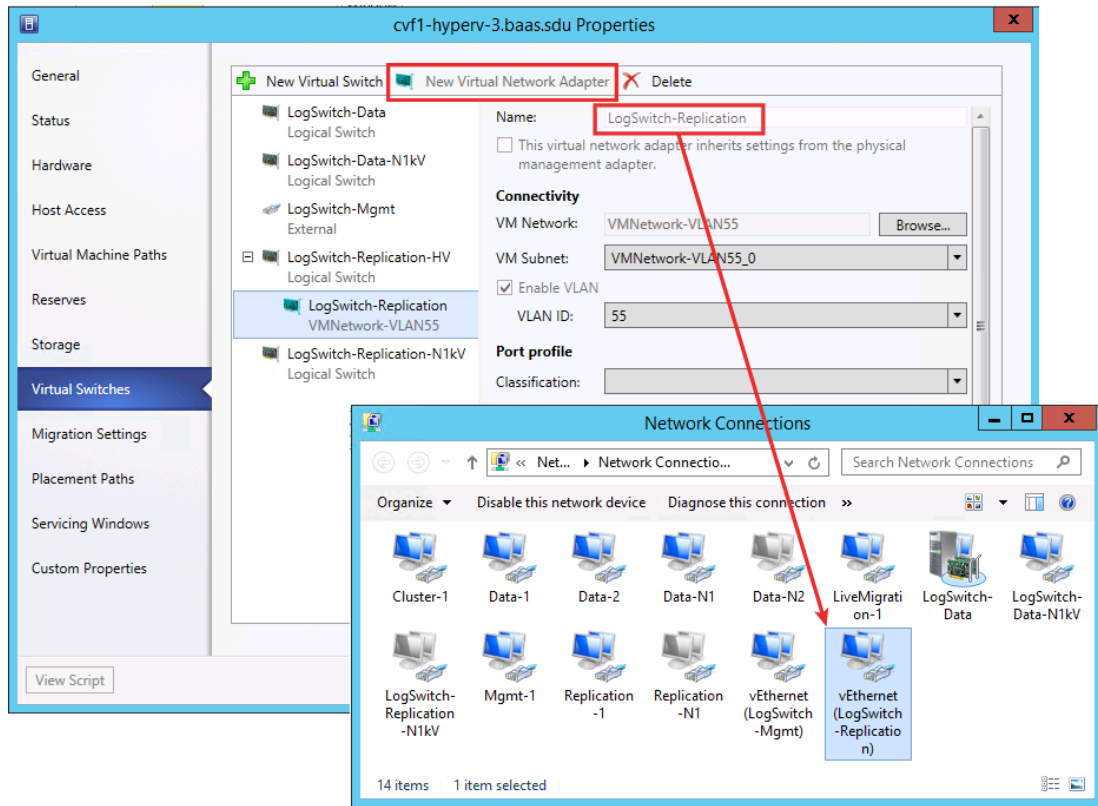 cvf1-hyperv-3.baas.sdu Properties
x
General
Status
Hardware
Host Access
Virtual Machine Paths
Reserves
Storage
Virtual Switches
Migration Settings
Placement Paths
Servicing Windows
Custom Properties
View Script
New Virtual Switch New Virtual Network Adapter Delete
LogSwitch-Data
Logical Switch
LogSwitch-Data-N1kV
Logical Switch
LogSwitch-Mgmt
External
LogSwitch-Replication-HV
Logical Switch
LogSwitch-Replication
VMNetwork-VLAN55
LogSwitch-Replication-N1kV
Logical Switch
Name: LogSwitch-Replication
This virtual network adapter inherits settings from the physical
management adapter.
Connectivity
VM Network: VMNetwork-VLAN55 Browse...
VM Subnet: VMNetwork-VLAN55_0
Enable VLAN
VLAN ID: 55
Port profile
Classification:
Network Connections
x
« Net... Network Connectio... Search Network Connections
Organize Disable this network device Diagnose this connection »
Cluster-1 Data-1 Data-2 Data-N1 Data-N2 LiveMigrati LogSwitch- LogSwitch-
on-1 Data Data-N1kV
LogSwitch- Mgmt-1 Replication Replication vEthernet vEthernet
Replication -1 -N1 (LogSwitch (LogSwitch
-N1kV -Mgmt) -Replicatio
n)
14 items 1 item selected